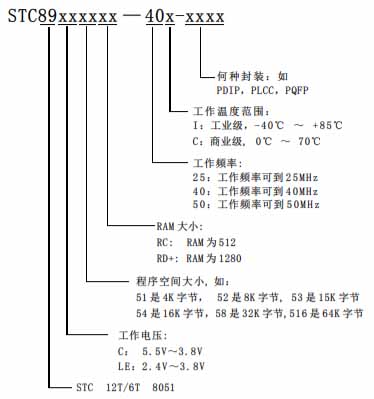 STC89xxxxxx—40x-xxxx
何种封装：如
PDIP, PLCC, PQFP
工作温度范围：
I：工业级，-40℃ ～ +85℃
C：商业级，0℃ ～ 70℃
工作频率：
25：工作频率可到25MHz
40：工作频率可到40MHz
50：工作频率可到50MHz
RAM大小：
RC： RAM为512
RD+：RAM为1280
程序空间大小，如：
51是4K字节， 52是8K字节， 53是15K字节
54是16K字节，58是32K字节,516是64K字节
工作电压：
C： 5.5V～3.8V
LE：2.4V～3.8V
STC 12T/6T 8051